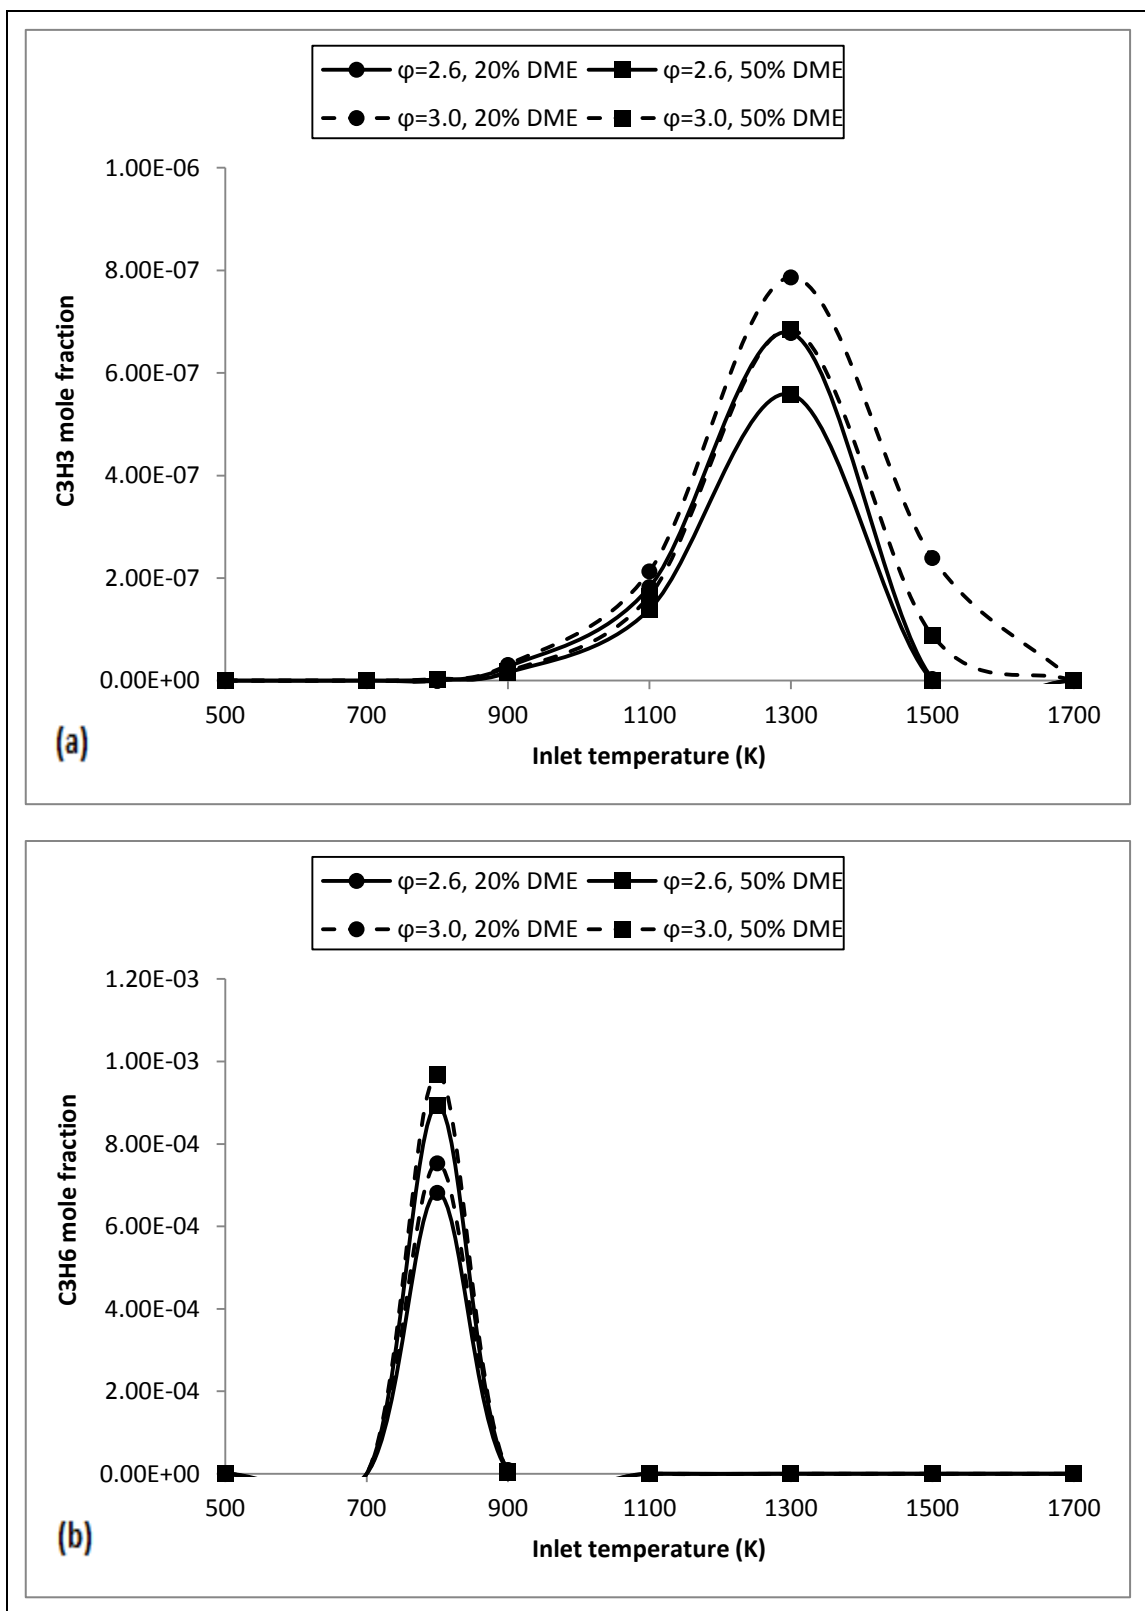 φ=2.6, 20% DME φ=2.6, 50% DME
φ=3.0, 20% DME φ=3.0, 50% DME
1.00E-06
8.00E-07
6.00E-07
4.00E-07
2.00E-07
0.00E+00
C3H3 mole fraction
500 700 900 1100 1300 1500 1700
Inlet temperature (K)
(a)
φ=2.6, 20% DME φ=2.6, 50% DME
φ=3.0, 20% DME φ=3.0, 50% DME
1.20E-03
1.00E-03
8.00E-04
6.00E-04
4.00E-04
2.00E-04
0.00E+00
C3H6 mole fraction
500 700 900 1100 1300 1500 1700
Inlet temperature (K)
(b)